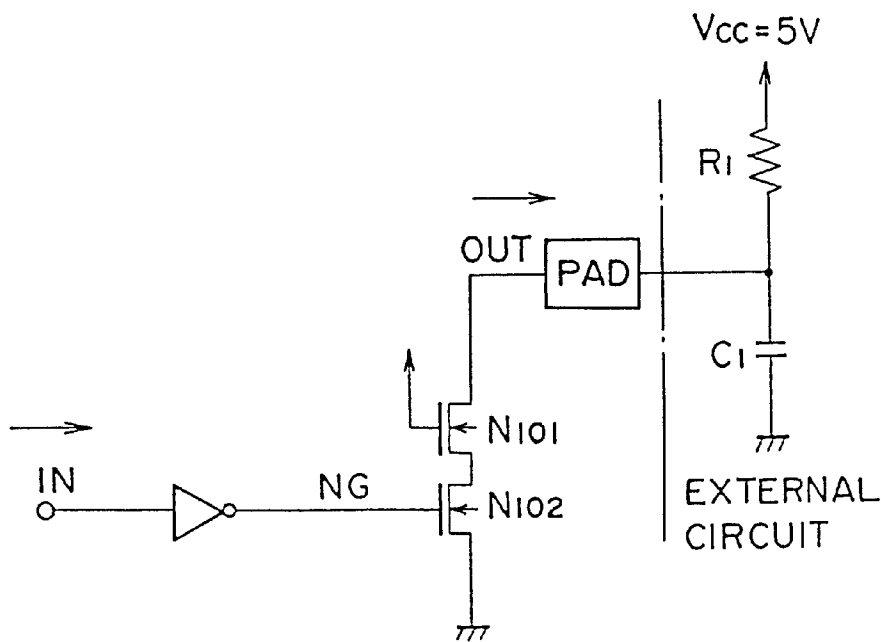 Vcc=5V
R1
OUT
PAD
C1
N101
IN
NG
N102
EXTERNAL
CIRCUIT